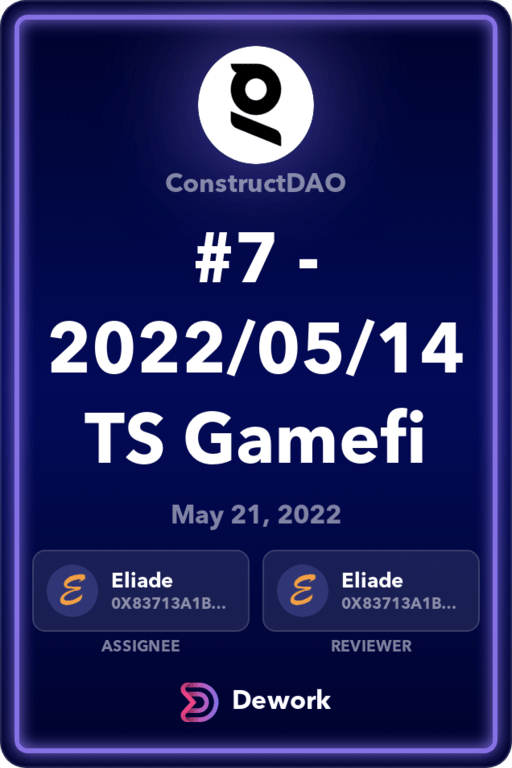 ConstructDAO
#7 -
2022/05/14
TS Gamefi
May 21, 2022
E Eliade
0X83713A1B...
ASSIGNEE
E Eliade
0X83713A1B...
REVIEWER
Dework